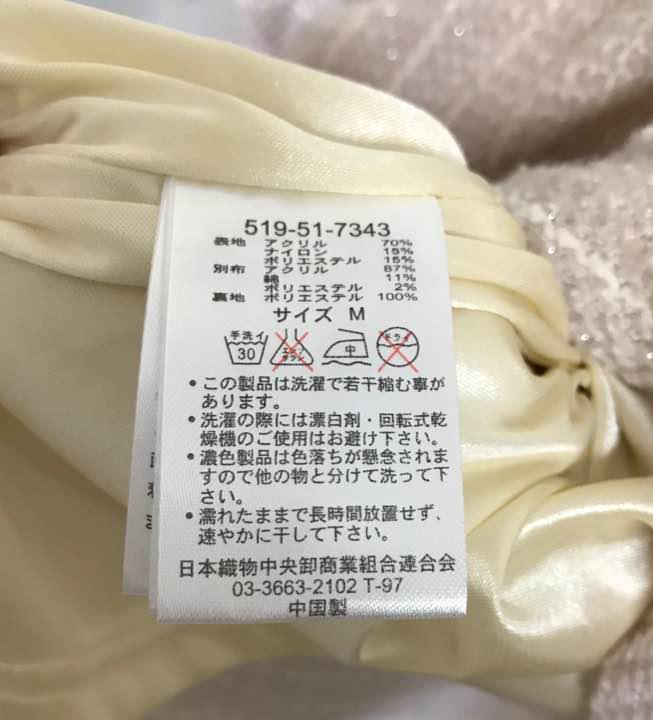 519-51-7343
表地 アクリル 70%
ナイロン 15%
ポリエステル 15%
別布 アクリル 87%
綿 11%
ポリエステル 2%
裏地 ポリエステル 100%
サイズ M
手洗イ 30 エンソサラシ 中 ドライ
•この製品は洗濯で若干縮む事が
あります。
•洗濯の際には漂白剤・回転式乾
燥機のご使用はお避け下さい。
•濃色製品は色落ちが懸念されま
すので他の物と分けて洗って下
さい。
•濡れたままで長時間放置せず、
速やかに干して下さい。
日本織物中央卸商業組合連合会
03-3663-2102 T-97
中国製